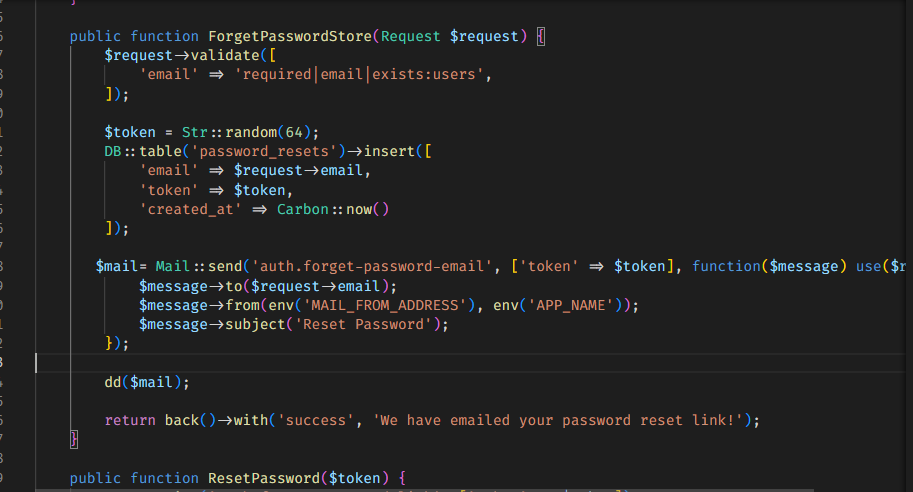 }
public function ForgetPasswordStore(Request $request) {
$request->validate([
'email' => 'required|email|exists:users',
]);
$token = Str::random(64);
DB::table('password_resets')->insert([
'email' => $request->email,
'token' => $token,
'created_at' => Carbon::now()
]);
$mail= Mail::send('auth.forget-password-email', ['token' => $token], function($message) use($r
$message->to($request->email);
$message->from(env('MAIL_FROM_ADDRESS'), env('APP_NAME'));
$message->subject('Reset Password');
});
dd($mail);
return back()->with('success', 'We have emailed your password reset link!');
}
public function ResetPassword($token) {